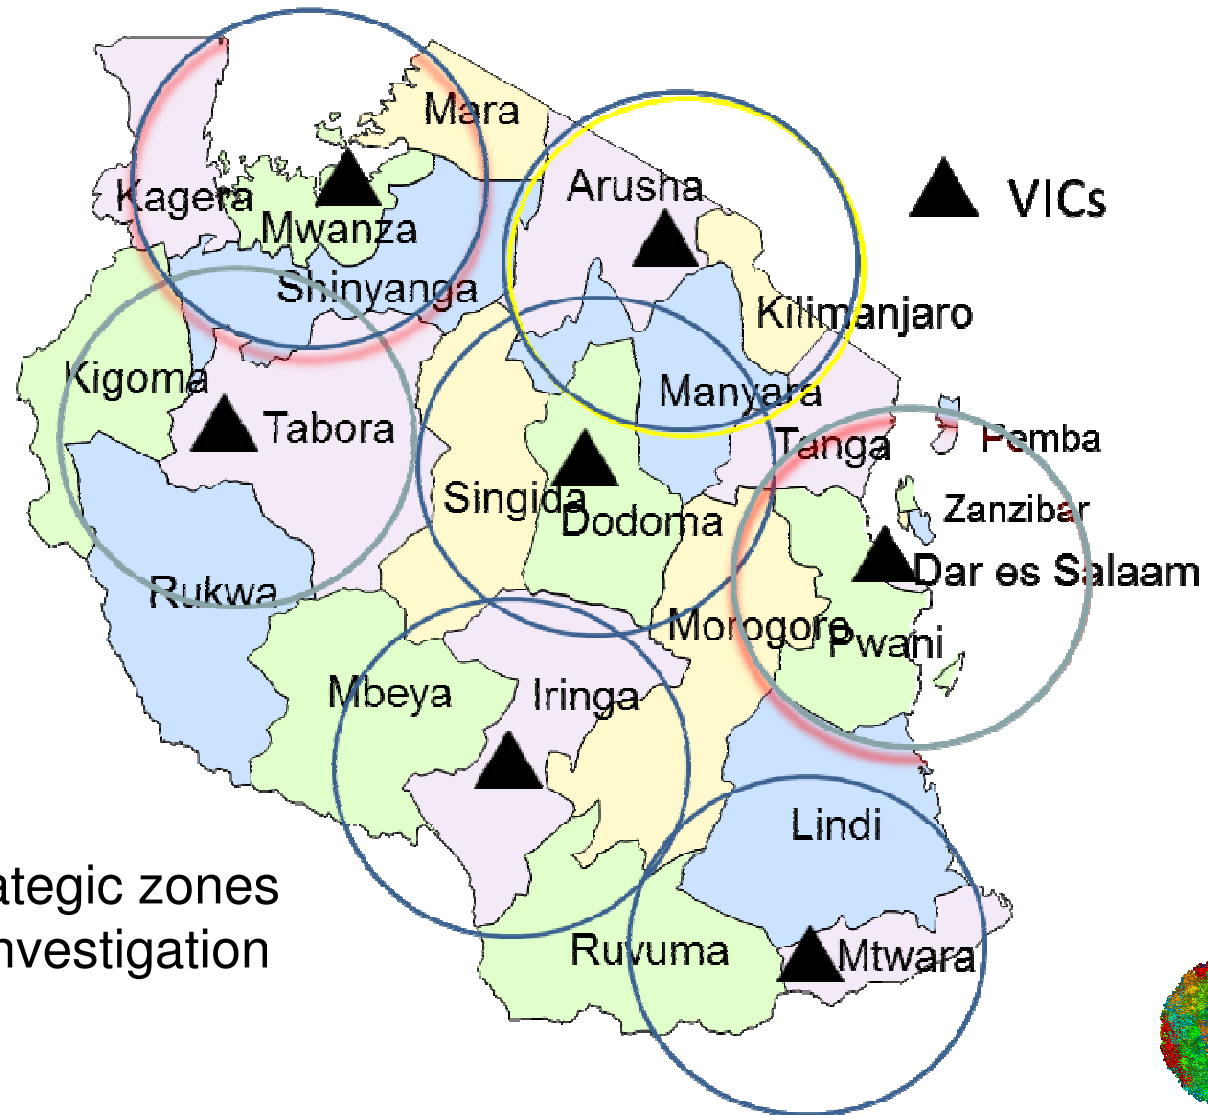 Mara
Arusha
VICs
Kagera
Mwanza
Shinyanga
Kilimanjaro
Kigoma
Manyara
Tabora
Tanga
Pemba
Singida
Dodoma
Zanzibar
Dar es Salaam
Rukwa
Morogoro
Pwani
Mbeya
Iringa
Lindi
ategic zones
nvestigation
Ruvuma
Mtwara